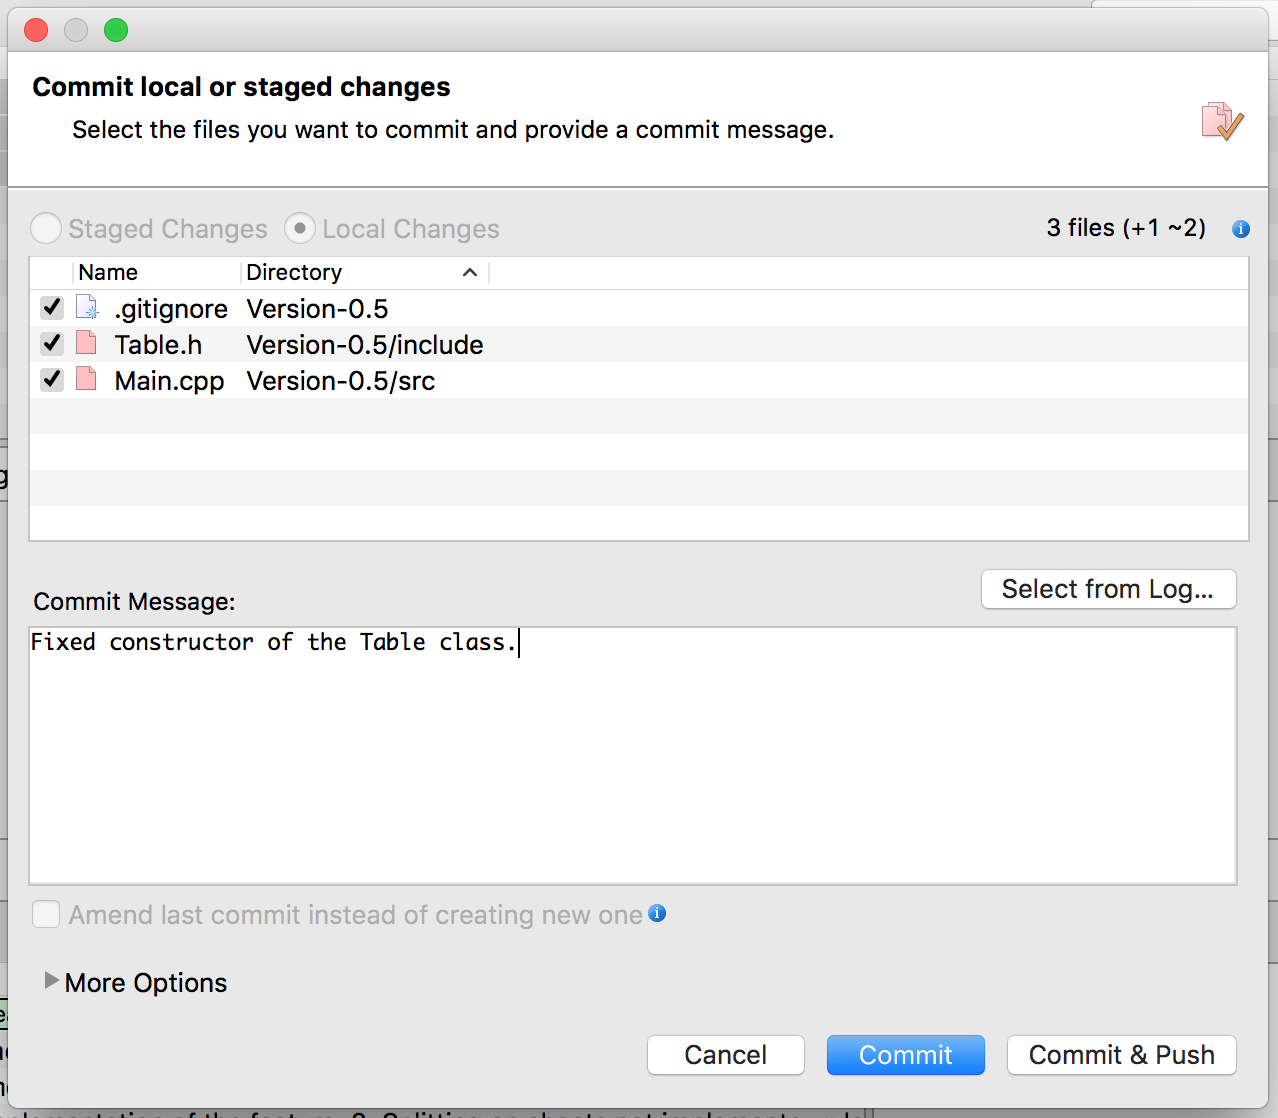 Commit local or staged changes
Select the files you want to commit and provide a commit message.
Staged Changes Local Changes 3 files (+1 ~2)
Name Directory
.gitignore Version-0.5
Table.h Version-0.5/include
Main.cpp Version-0.5/src
Select from Log...
Commit Message:
Fixed constructor of the Table class.
Amend last commit instead of creating new one
More Options
Cancel Commit Commit & Push